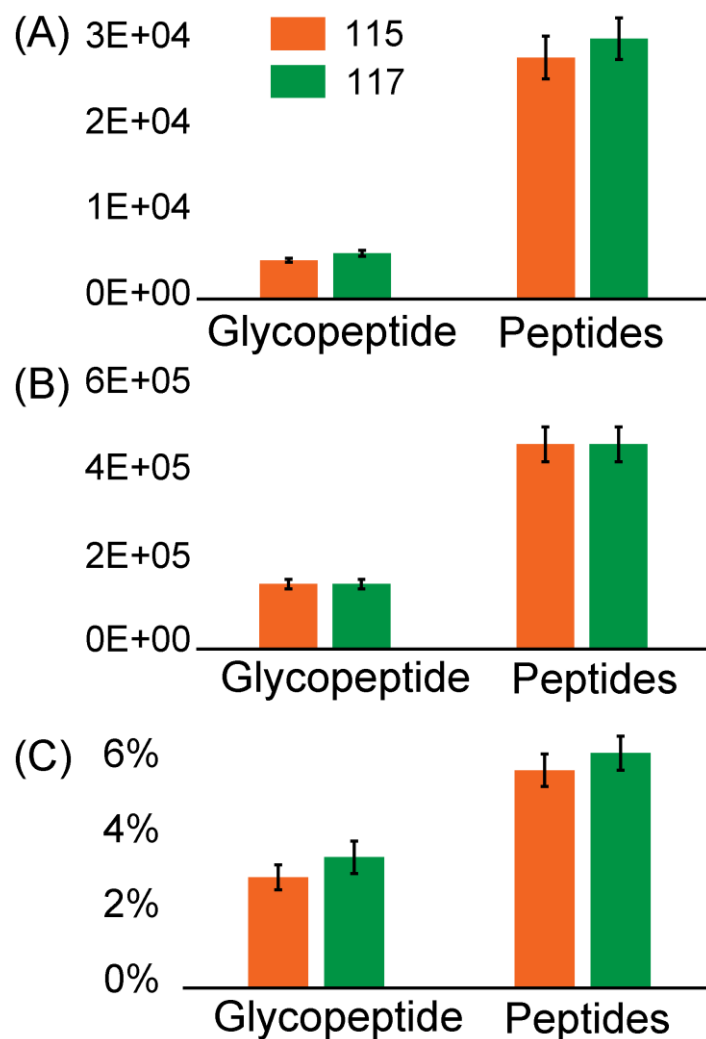 (A)
3E+04
115
117
2E+04
1E+04
0E+00
Glycopeptide Peptides
(B)
6E+05
4E+05
2E+05
0E+00
Glycopeptide Peptides
(C)
6%
4%
2%
0%
Glycopeptide Peptides